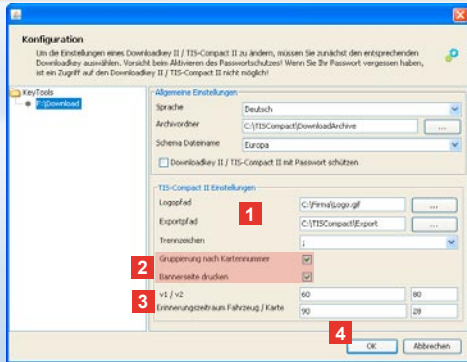 Konfiguration
Um die Einstellungen eines Downloadkey II / TIS-Compact II zu ändern, müssen Sie zunächst den entsprechenden
Downloadkey auswählen. Vorsicht beim Aktivieren des Passwortschutzes! Wenn Sie Ihr Passwort vergessen haben,
ist ein Zugriff auf den Downloadkey II / TIS-Compact II nicht möglich!
KeyTools
F:\Download
Allgemeine Einstellungen
Sprache Deutsch
Archivordner C:\TISCompact\DownloadArchive ...
Schema Dateiname Europa
Downloadkey II / TIS-Compact II mit Passwort schützen
TIS-Compact II Einstellungen
1
Logopfad C:\Firma\Logo.gif ...
Exportpfad C:\TISCompact\Export ...
Trennzeichen ;
2
Gruppierung nach Kartennummer
Bannerseite drucken
3
v1 / v2 60 80
Erinnerungszeitraum Fahrzeug / Karte 90 28
4
OK Abbrechen